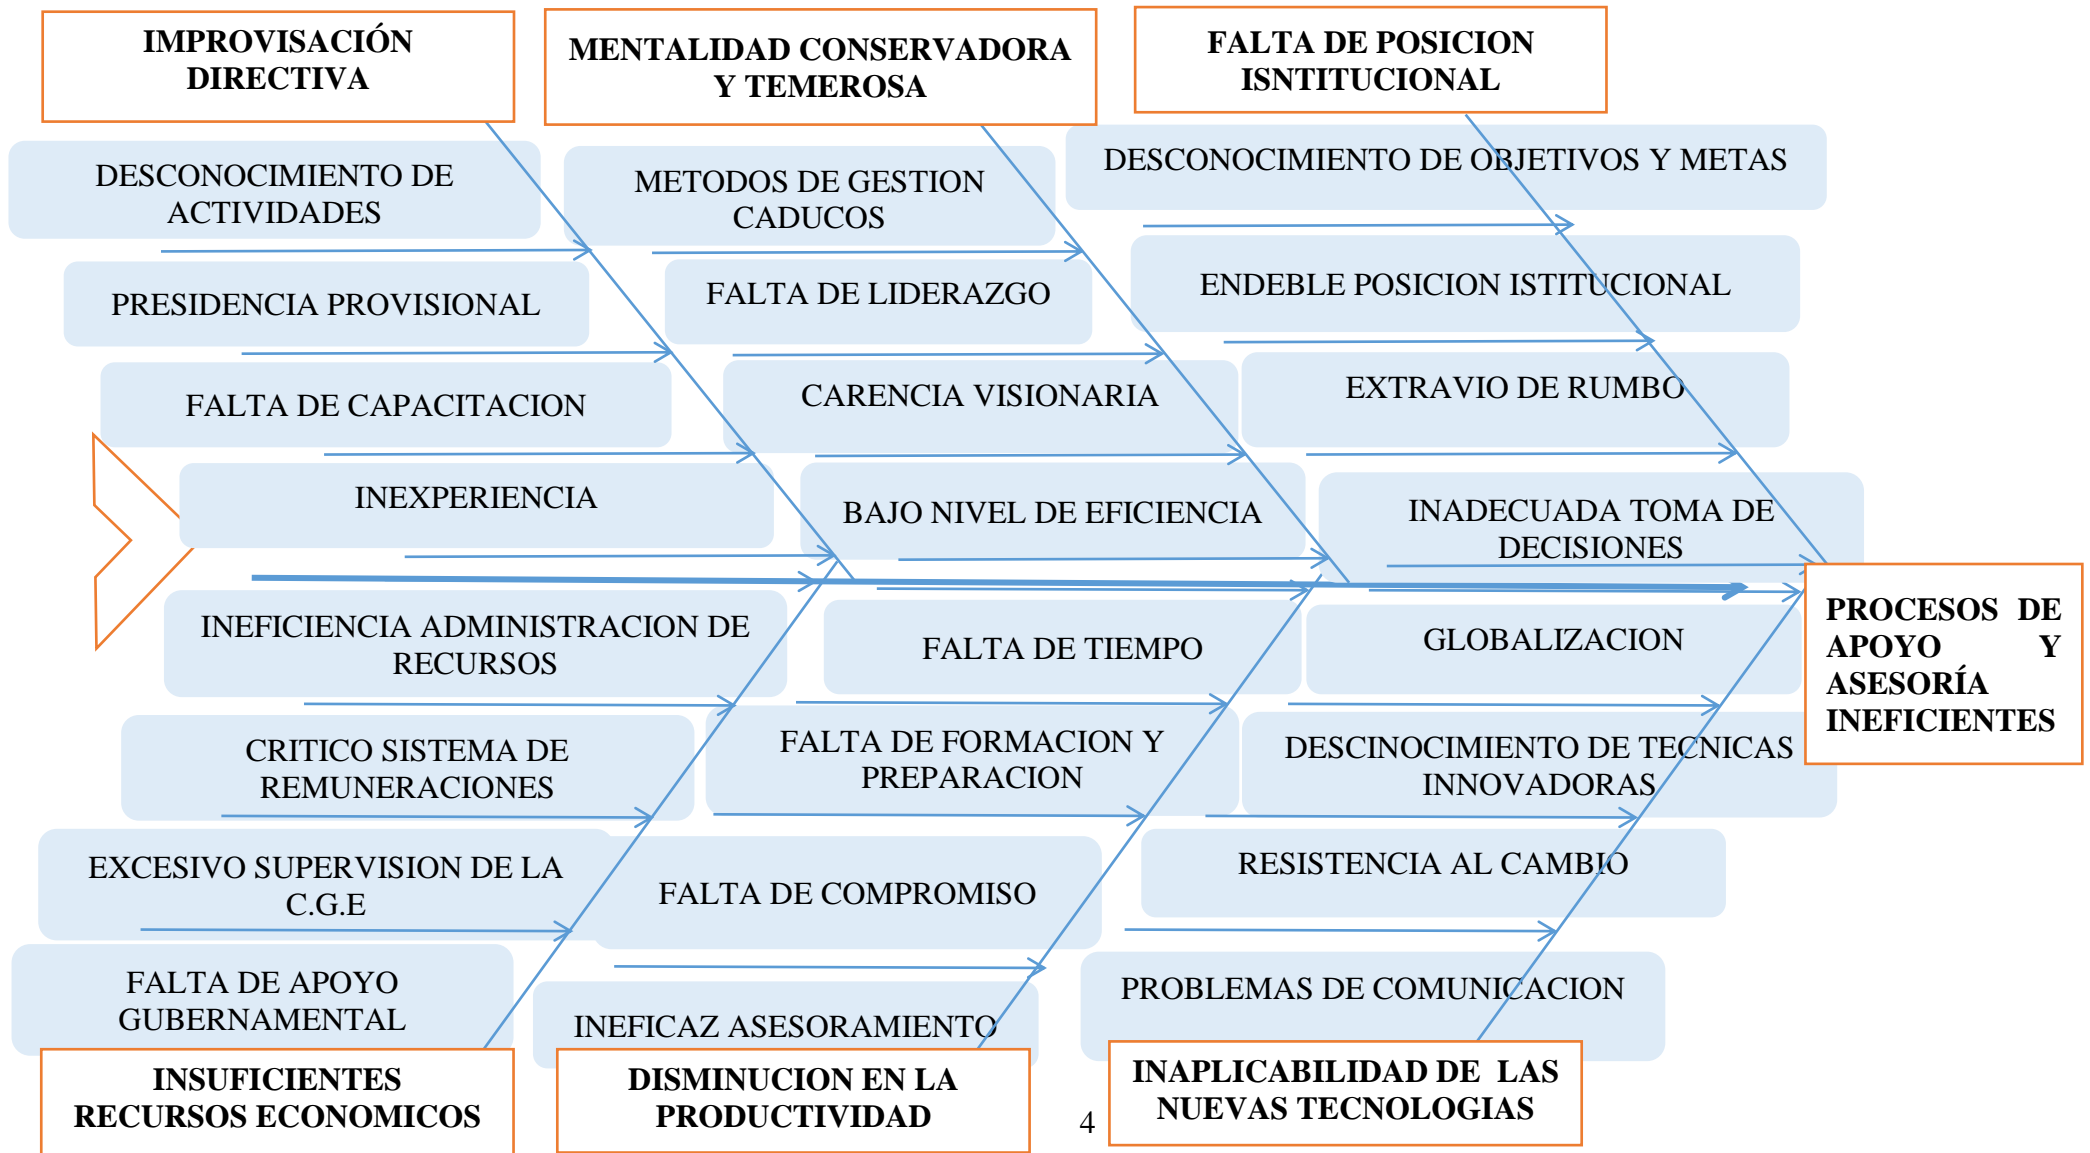 IMPROVISACIÓN
DIRECTIVA
MENTALIDAD CONSERVADORA
Y TEMEROSA
FALTA DE POSICION
ISNTITUCIONAL
DESCONOCIMIENTO DE
ACTIVIDADES
METODOS DE GESTION
CADUCOS
DESCONOCIMIENTO DE OBJETIVOS Y METAS
PRESIDENCIA PROVISIONAL
FALTA DE LIDERAZGO
ENDEBLE POSICION ISTITUCIONAL
FALTA DE CAPACITACION
CARENCIA VISIONARIA
EXTRAVIO DE RUMBO
INEXPERIENCIA
BAJO NIVEL DE EFICIENCIA
INADECUADA TOMA DE
DECISIONES
PROCESOS DE
APOYO Y
ASESORÍA
INEFICIENTES
INEFICIENCIA ADMINISTRACION DE
RECURSOS
FALTA DE TIEMPO
GLOBALIZACION
CRITICO SISTEMA DE
REMUNERACIONES
FALTA DE FORMACION Y
PREPARACION
DESCINOCIMIENTO DE TECNICAS
INNOVADORAS
EXCESIVO SUPERVISION DE LA
C.G.E
FALTA DE COMPROMISO
RESISTENCIA AL CAMBIO
FALTA DE APOYO
GUBERNAMENTAL
INEFICAZ ASESORAMIENTO
PROBLEMAS DE COMUNICACION
INSUFICIENTES
RECURSOS ECONOMICOS
DISMINUCION EN LA
PRODUCTIVIDAD
INAPLICABILIDAD DE LAS
NUEVAS TECNOLOGIAS
4